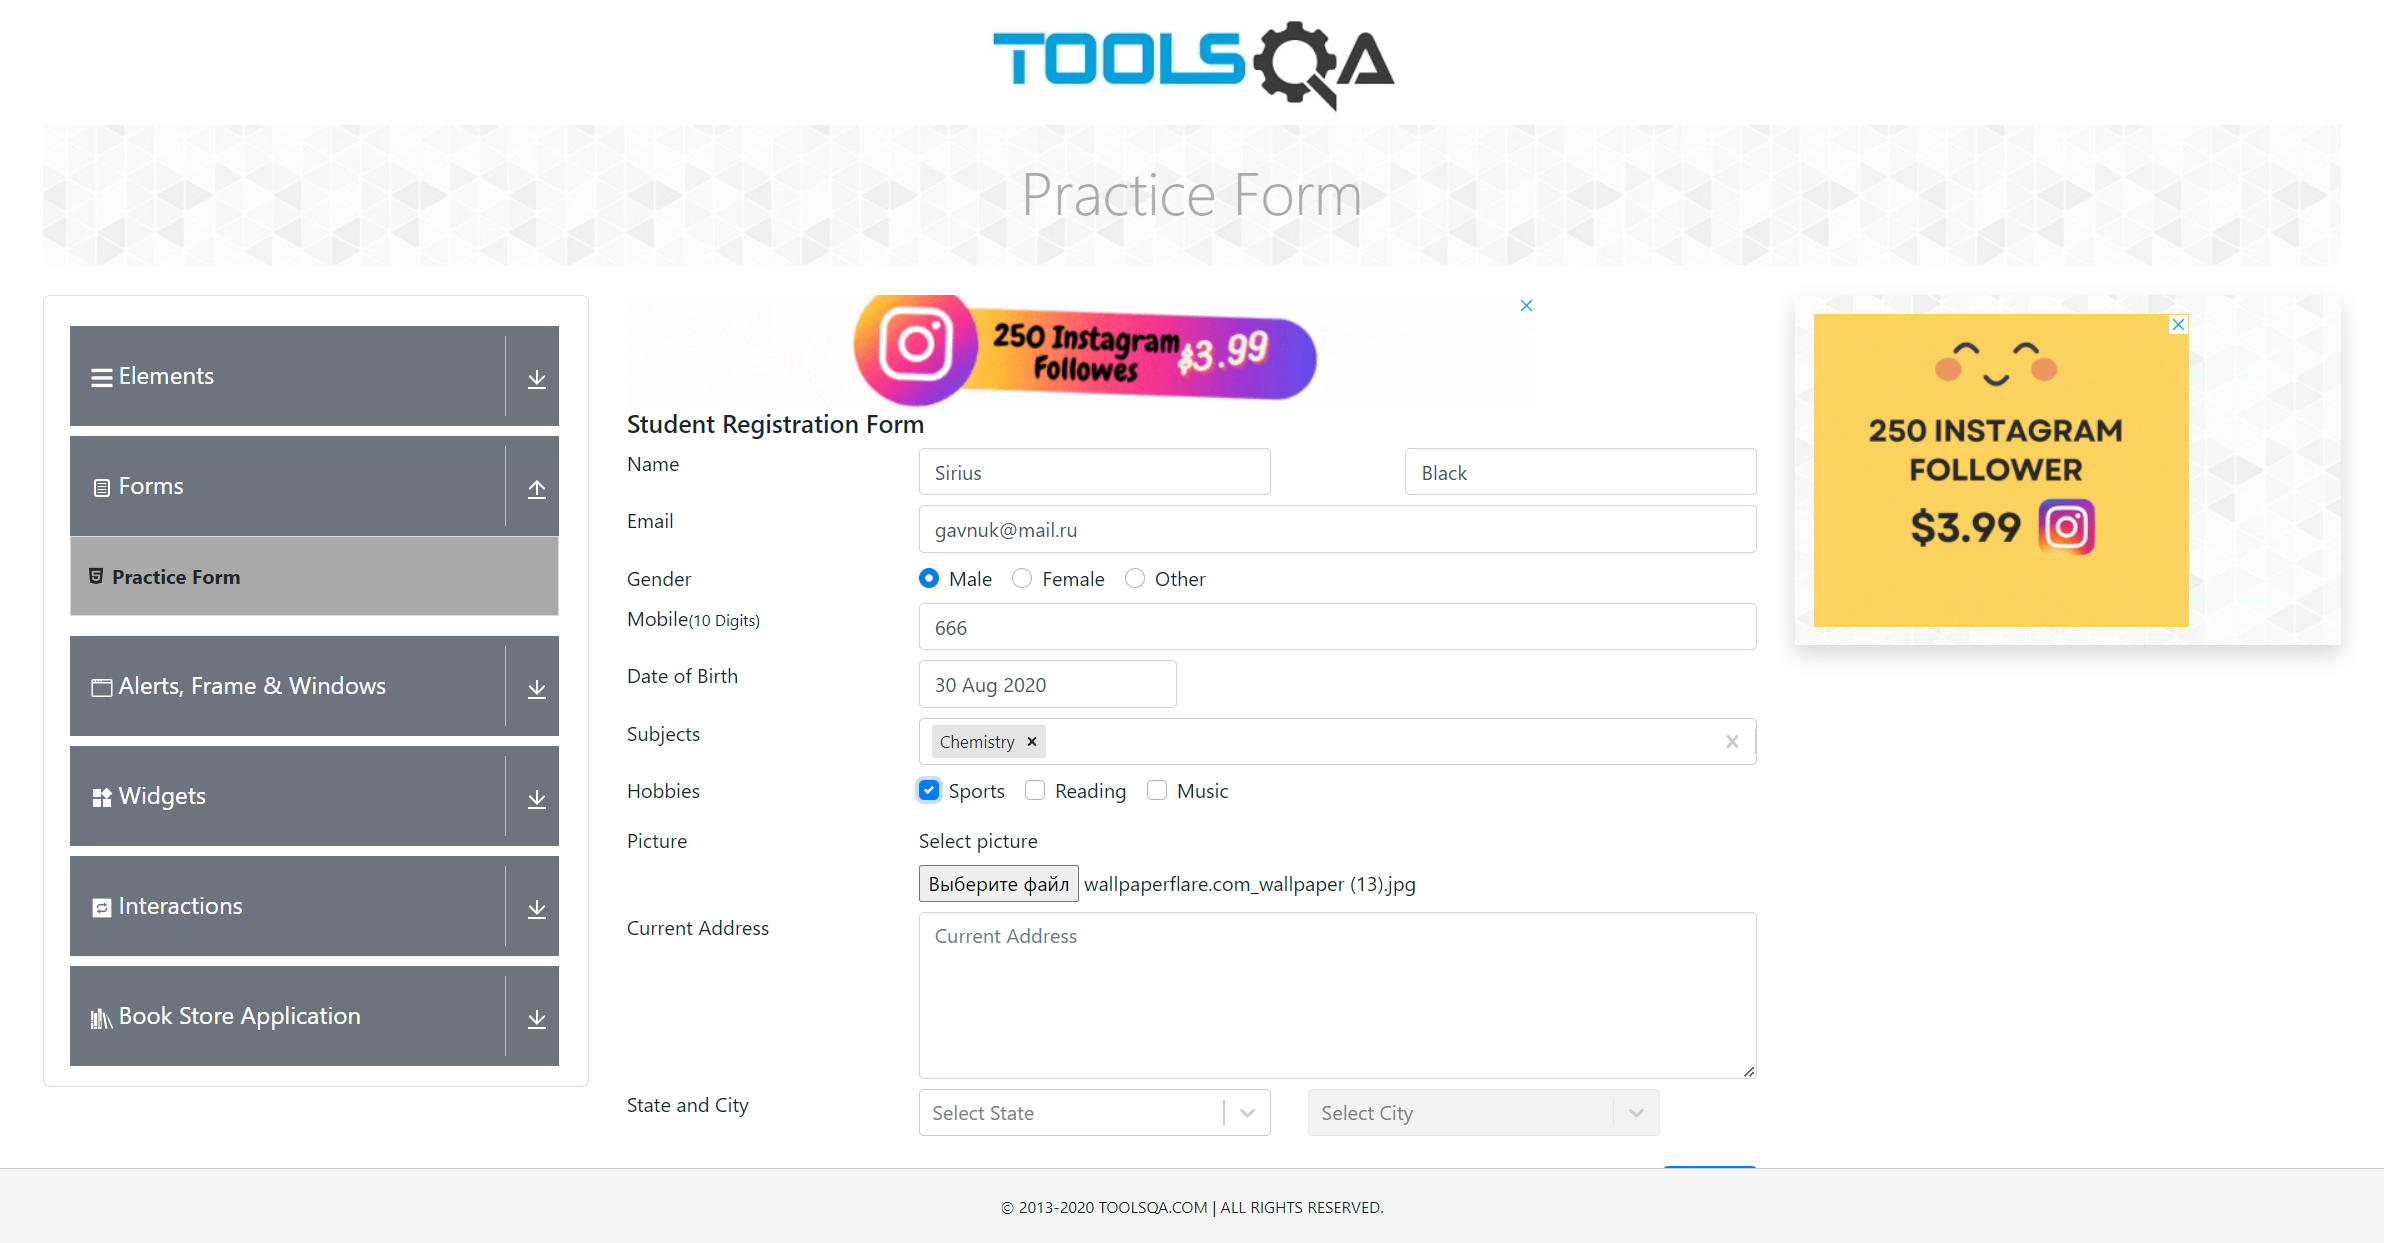 TOOLSQA
Practice Form
Elements
Forms
Practice Form
Alerts, Frame & Windows
Widgets
Interactions
Book Store Application
250 Instagram
Followes
$3.99
Student Registration Form
Name
Sirius
Black
Email
gavnuk@mail.ru
Gender
Male
Female
Other
Mobile(10 Digits)
666
Date of Birth
30 Aug 2020
Subjects
Chemistry
Hobbies
Sports
Reading
Music
Picture
Select picture
Выберите файл wallpaperflare.com_wallpaper (13).jpg
Current Address
Current Address
State and City
Select State
Select City
250 INSTAGRAM
FOLLOWER
$3.99
© 2013-2020 TOOLSQA.COM | ALL RIGHTS RESERVED.